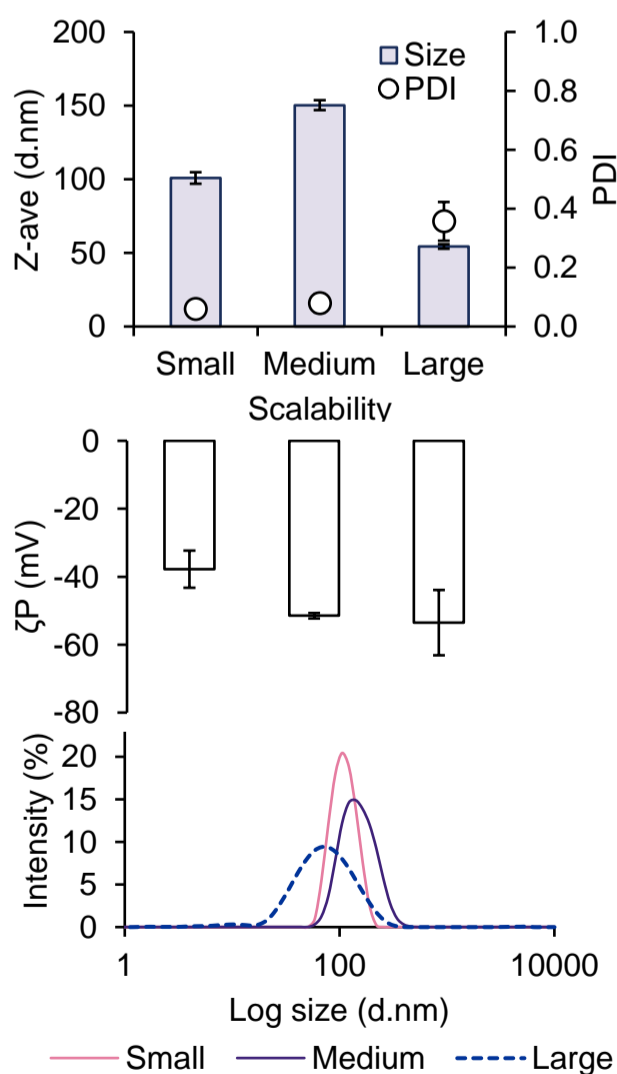 200
150
100
50
0
Z-ave (d.nm)
Size
PDI
1.0
0.8
0.6
0.4
0.2
0.0
PDI
Small Medium Large
Scalability
0
-20
-40
-60
-80
ζP (mV)
20
15
10
5
0
Intensity (%)
1 100 10000
Log size (d.nm)
Small Medium Large